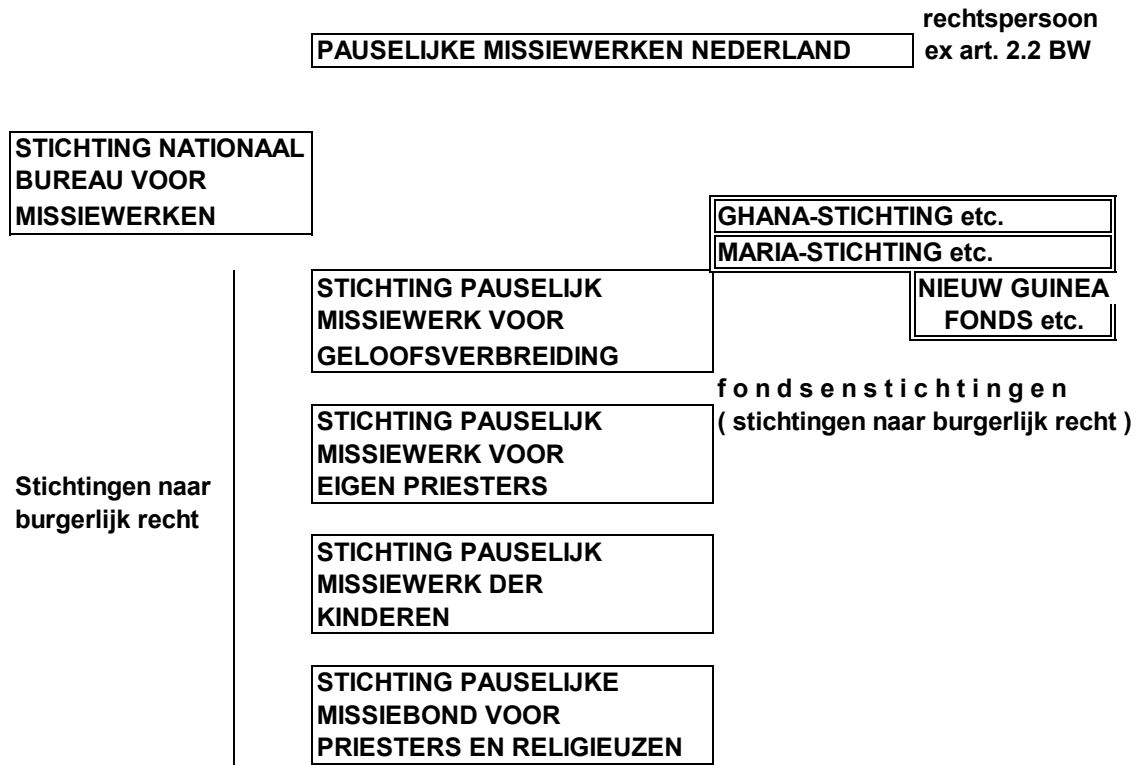 rechtspersoon
PAUSELIJKE MISSIEWERKEN NEDERLAND
ex art. 2.2 BW
STICHTING NATIONAAL
BUREAU VOOR
MISSIEWERKEN
GHANA-STICHTING etc.
MARIA-STICHTING etc.
NIEUW GUINEA
FONDS etc.
STICHTING PAUSELIJK
MISSIEWERK VOOR
GELOOFSVERBREIDING
f o n d s e n s t i c h t i n g e n
( stichtingen naar burgerlijk recht )
STICHTING PAUSELIJK
MISSIEWERK VOOR
EIGEN PRIESTERS
Stichtingen naar
burgerlijk recht
STICHTING PAUSELIJK
MISSIEWERK DER
KINDEREN
STICHTING PAUSELIJKE
MISSIEBOND VOOR
PRIESTERS EN RELIGIEUZEN